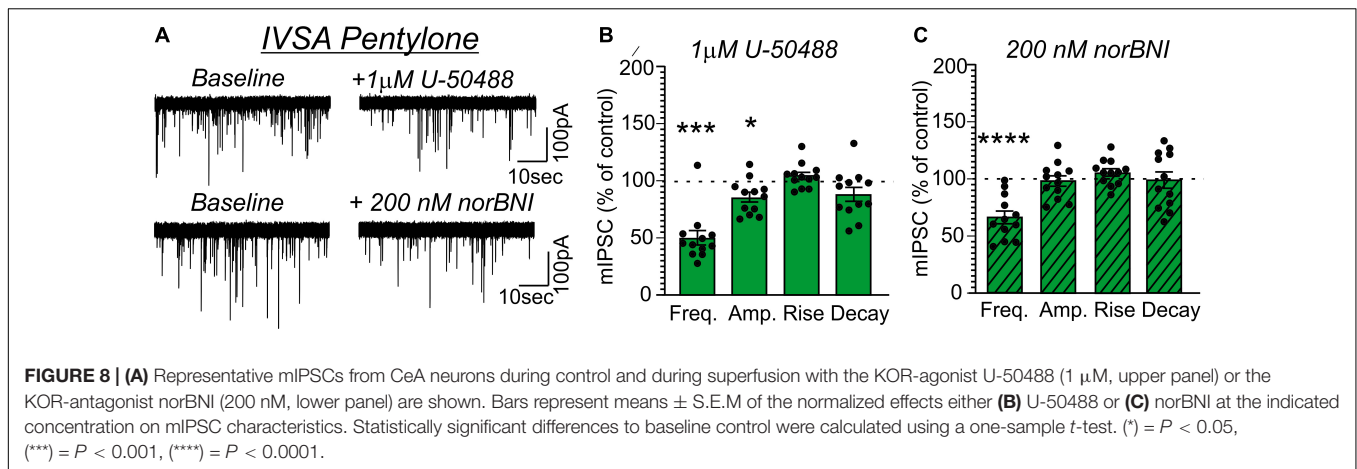 A
IVSA Pentylone
Baseline
+1μM U-50488
100pA
10sec
Baseline
+ 200 nM norBNI
100pA
10sec
B
1μM U-50488
mIPSC (% of control)
200
150
100
50
0
***
*
Freq. Amp. Rise Decay
C
200 nM norBNI
mIPSC (% of control)
200
150
100
50
0
****
Freq. Amp. Rise Decay
FIGURE 8 | (A) Representative mIPSCs from CeA neurons during control and during superfusion with the KOR-agonist U-50488 (1 μM, upper panel) or the
KOR-antagonist norBNI (200 nM, lower panel) are shown. Bars represent means ± S.E.M of the normalized effects either (B) U-50488 or (C) norBNI at the indicated
concentration on mIPSC characteristics. Statistically significant differences to baseline control were calculated using a one-sample t-test. (*) = P < 0.05,
(***) = P < 0.001, (****) = P < 0.0001.